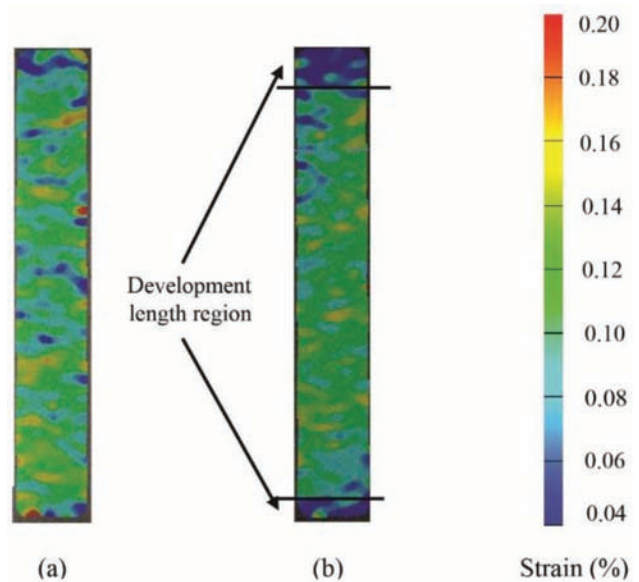 0.20
0.18
0.16
0.14
0.12
0.10
0.08
0.06
0.04
Development
length region
(a)
(b)
Strain (%)